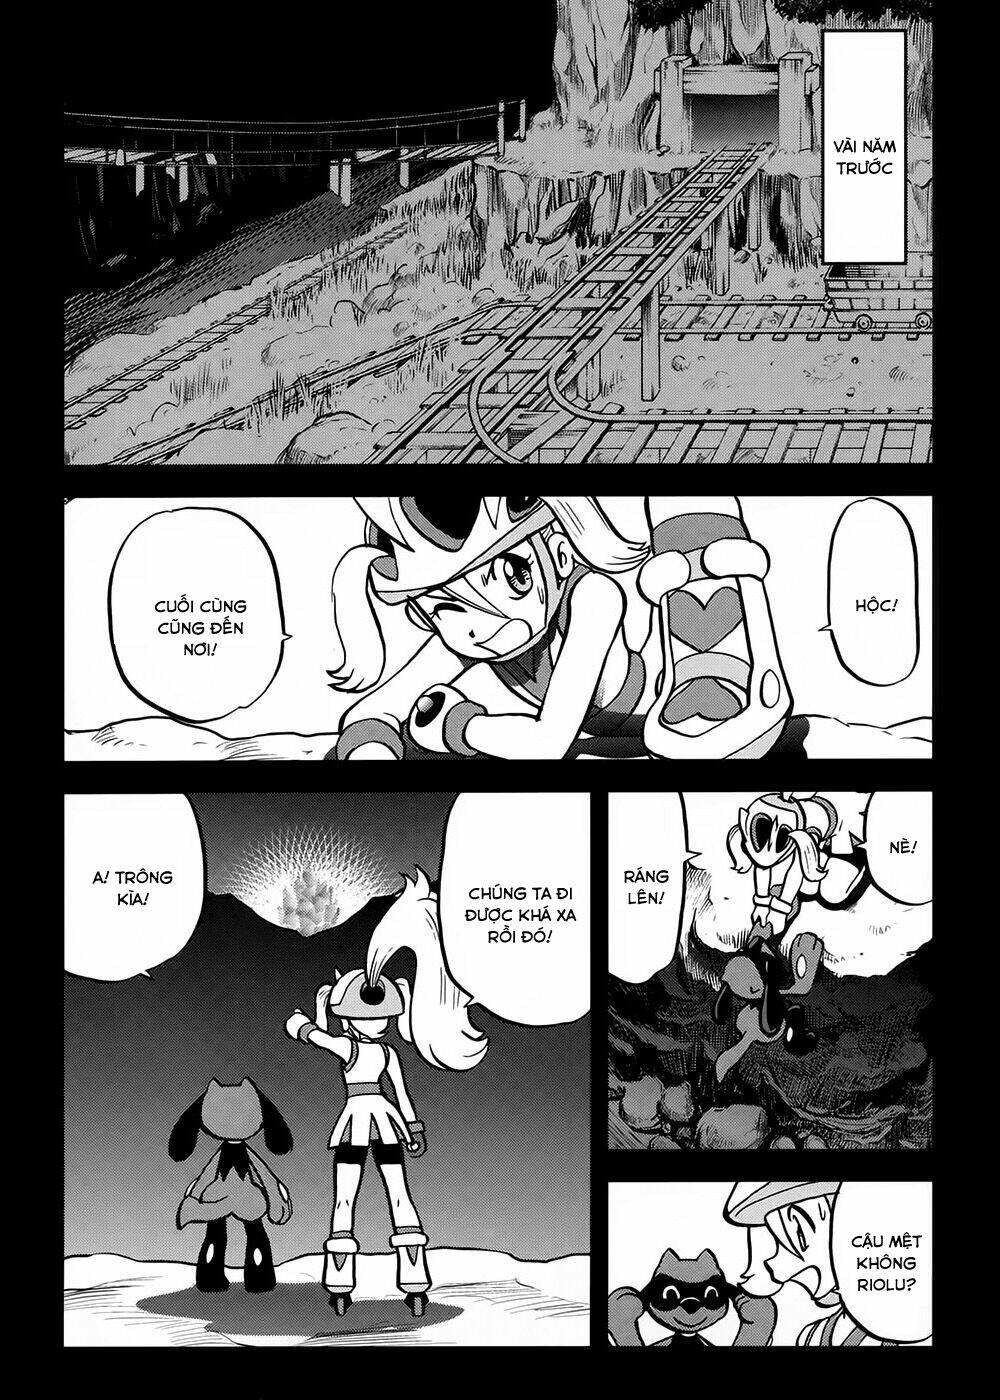 VÀI NĂM
TRƯỚC
HỘC!
CUỐI CÙNG
CŨNG ĐẾN
NƠI!
NÈ!
RÁNG
LÊN!
CẬU MỆT
KHÔNG
RIOLU?
CHÚNG TA ĐI
ĐƯỢC KHÁ XA
RỒI ĐÓ!
A! TRÔNG
KÌA!